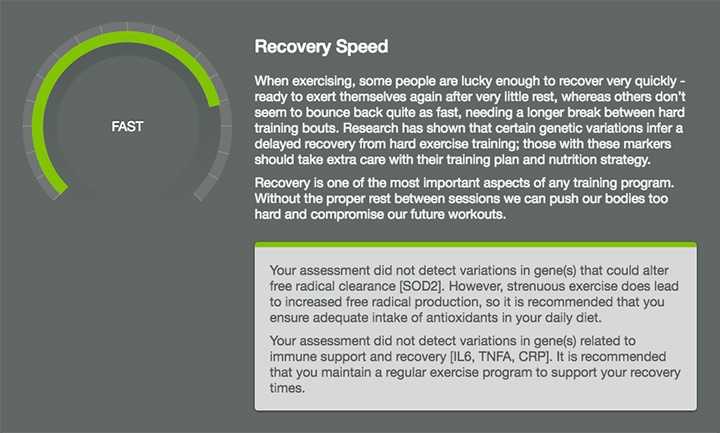 Recovery Speed
When exercising, some people are lucky enough to recover very quickly -
ready to exert themselves again after very little rest, whereas others don't
seem to bounce back quite as fast, needing a longer break between hard
training bouts. Research has shown that certain genetic variations infer a
delayed recovery from hard exercise training; those with these markers
should take extra care with their training plan and nutrition strategy.
Recovery is one of the most important aspects of any training program.
Without the proper rest between sessions we can push our bodies too
hard and compromise our future workouts.
FAST
Your assessment did not detect variations in gene(s) that could alter
free radical clearance [SOD2]. However, strenuous exercise does lead
to increased free radical production, so it is recommended that you
ensure adequate intake of antioxidants in your daily diet.
Your assessment did not detect variations in gene(s) related to
immune support and recovery [IL6, TNFA, CRP]. It is recommended
that you maintain a regular exercise program to support your recovery
times.